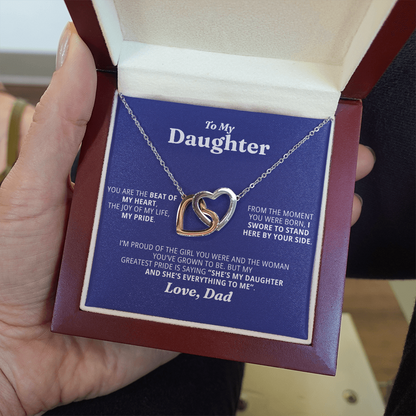 To My
Daughter
YOU ARE THE BEAT OF
MY HEART,
THE JOY OF MY LIFE,
MY PRIDE.
FROM THE MOMENT
YOU WERE BORN, I
SWORE TO STAND
HERE BY YOUR SIDE.
I'M PROUD OF THE GIRL YOU WERE AND THE WOMAN
YOU'VE GROWN TO BE. BUT MY
GREATEST PRIDE IS SAYING "SHE'S MY DAUGHTER
AND SHE'S EVERYTHING TO ME".
Love, Dad